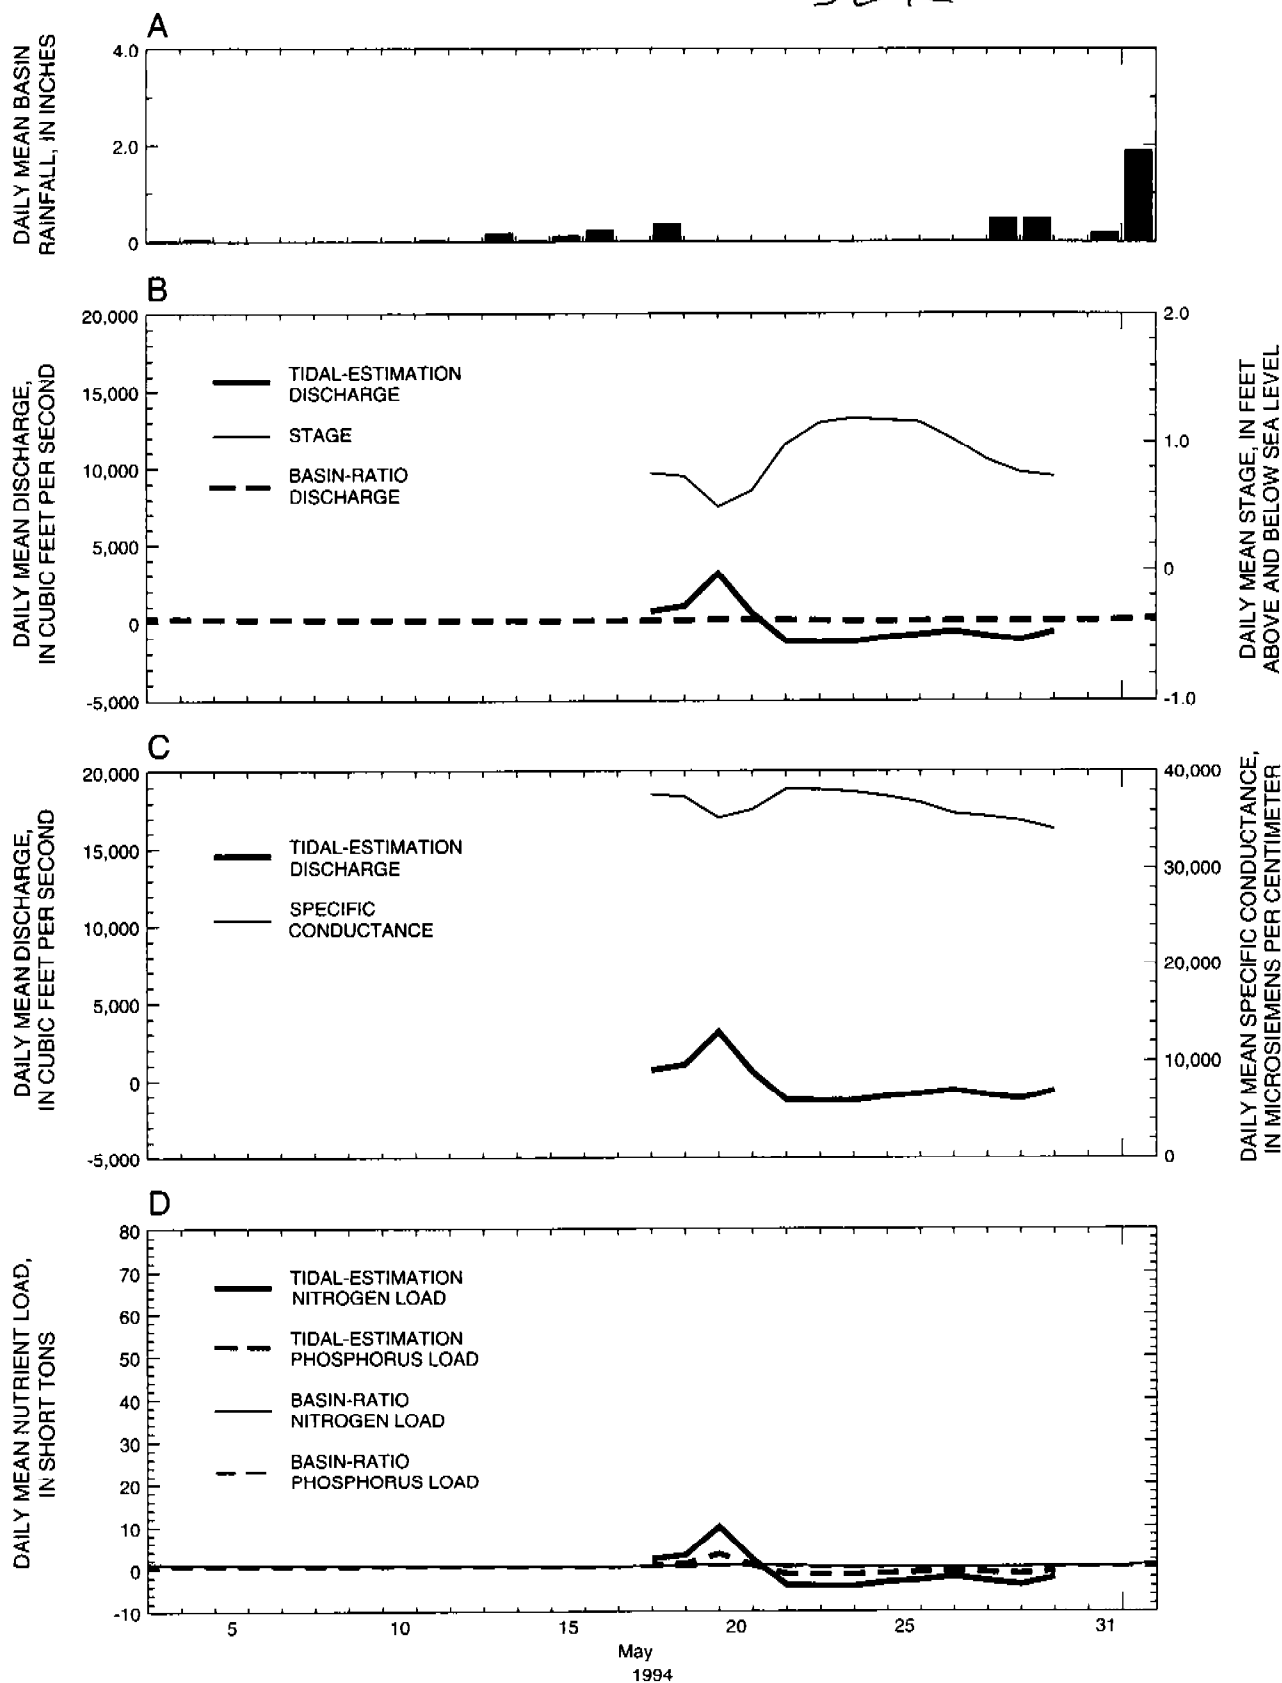 A
DAILY MEAN BASIN
RAINFALL, IN INCHES
4.0
2.0
0
B
DAILY MEAN DISCHARGE,
IN CUBIC FEET PER SECOND
20,000
15,000
10,000
5,000
0
-5,000
TIDAL-ESTIMATION
DISCHARGE
STAGE
BASIN-RATIO
DISCHARGE
2.0
1.0
0
-1.0
DAILY MEAN STAGE, IN FEET
ABOVE AND BELOW SEA LEVEL
C
DAILY MEAN DISCHARGE,
IN CUBIC FEET PER SECOND
20,000
15,000
10,000
5,000
0
-5,000
TIDAL-ESTIMATION
DISCHARGE
SPECIFIC
CONDUCTANCE
40,000
30,000
20,000
10,000
0
DAILY MEAN SPECIFIC CONDUCTANCE,
IN MICROSIEMENS PER CENTIMETER
D
DAILY MEAN NUTRIENT LOAD,
IN SHORT TONS
80
70
60
50
40
30
20
10
0
-10
TIDAL-ESTIMATION
NITROGEN LOAD
TIDAL-ESTIMATION
PHOSPHORUS LOAD
BASIN-RATIO
NITROGEN LOAD
BASIN-RATIO
PHOSPHORUS LOAD
5 10 15 20 25 31
May
1994